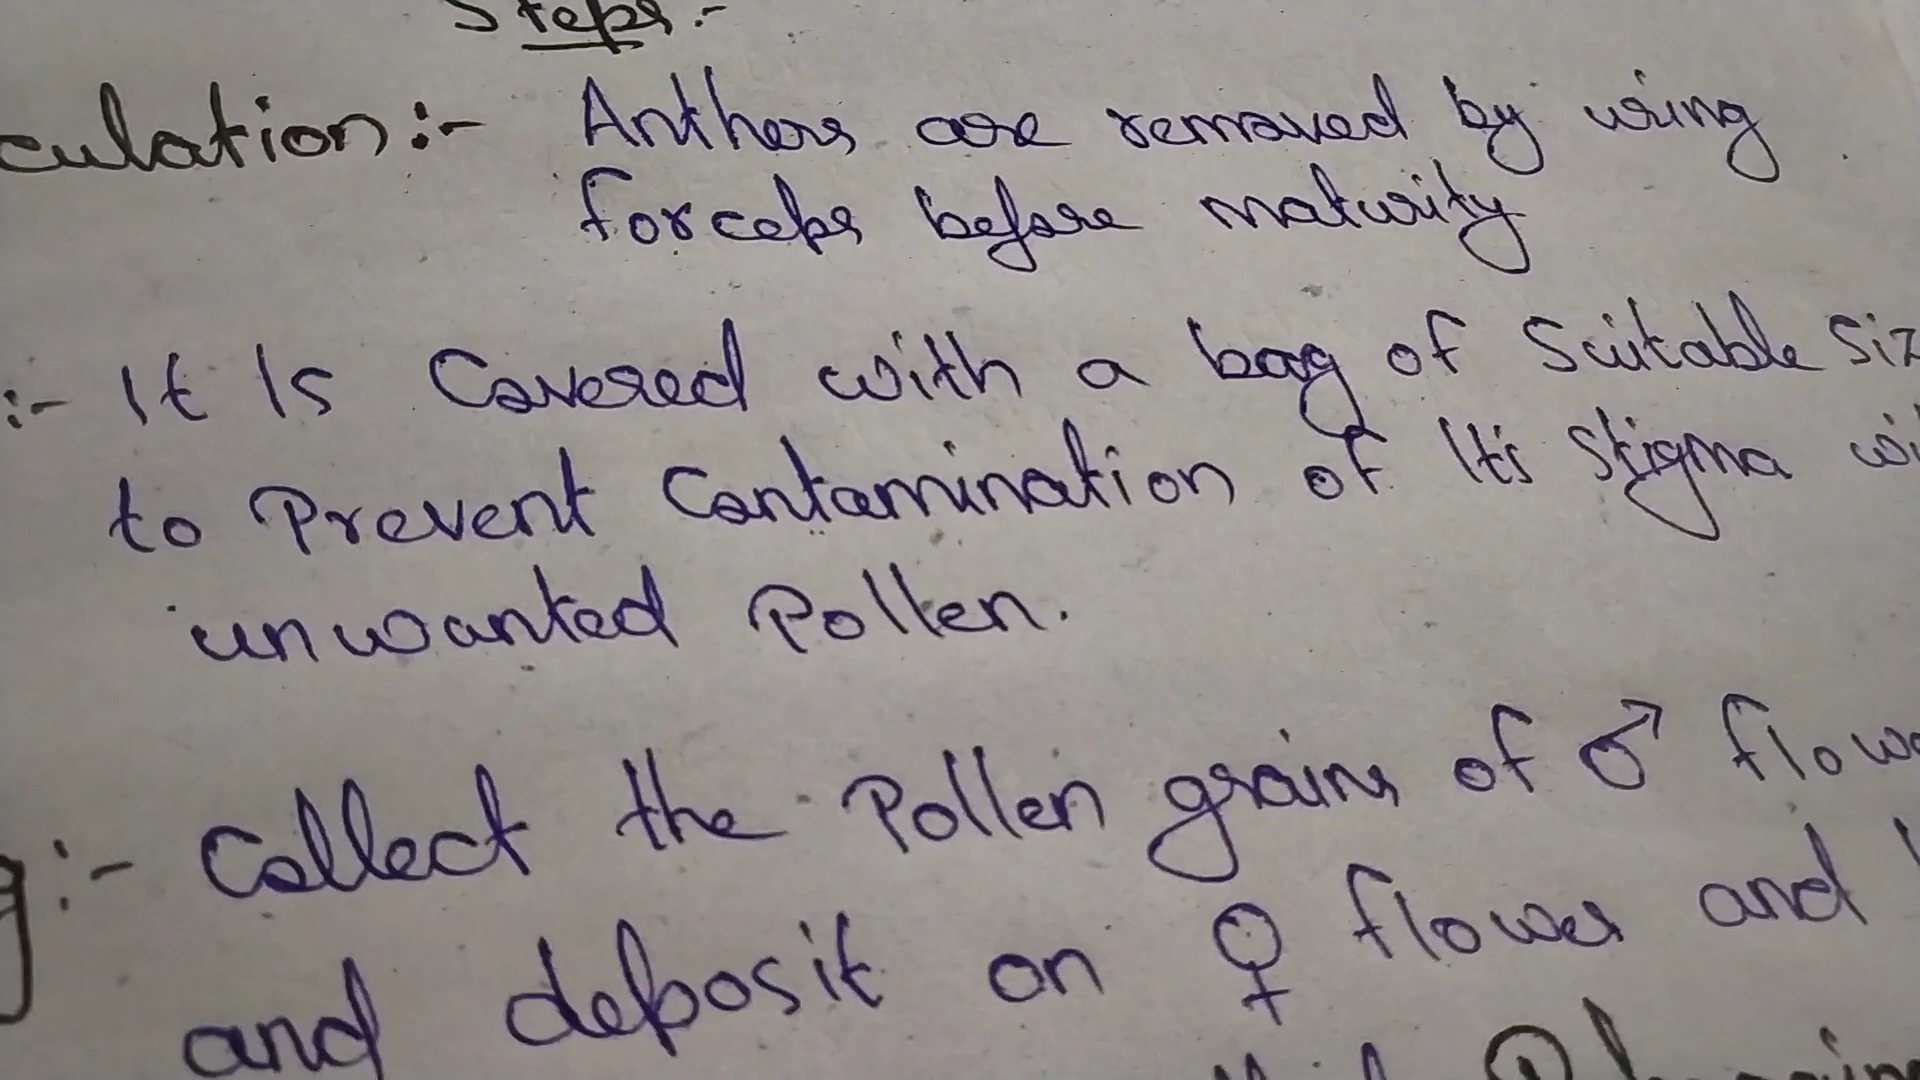 Steps:-
culation:- Anthers are removed by using
forceps before maturity
:- It Is Covered with a bag of Suitable Siz
to Prevent Contamination of Its Stigma wi
unwanted Pollen.
g:- Collect the Pollen grains of ♂ flowe
and deposit on ♀ flower and